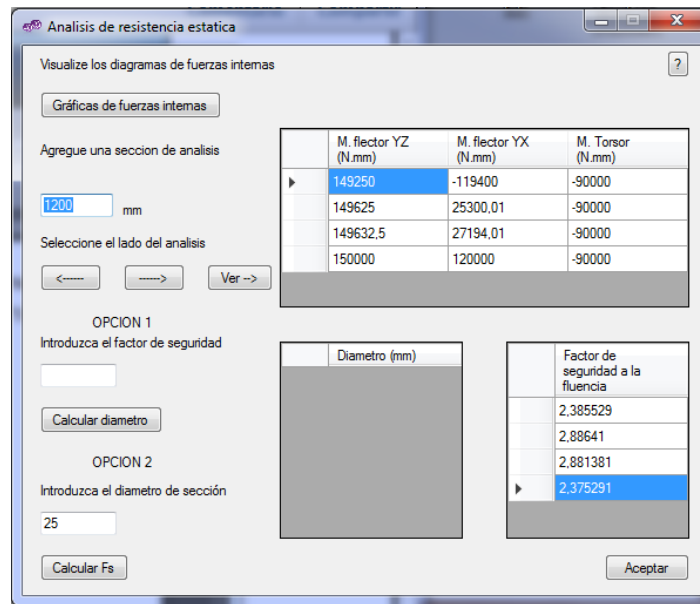 Analisis de resistencia estatica
Visualize los diagramas de fuerzas internas
?
Gráficas de fuerzas internas
Agregue una seccion de analisis
1200 mm
Seleccione el lado del analisis
<------ ------> Ver -->
M. flector YZ (N.mm) M. flector YX (N.mm) M. Torsor (N.mm)
149250 -119400 -90000
149625 25300,01 -90000
149632,5 27194,01 -90000
150000 120000 -90000
OPCION 1
Introduzca el factor de seguridad
Calcular diametro
OPCION 2
Introduzca el diametro de sección
25
Calcular Fs
Diametro (mm)
Factor de
seguridad a la
fluencia
2,385529
2,88641
2,881381
2,375291
Aceptar